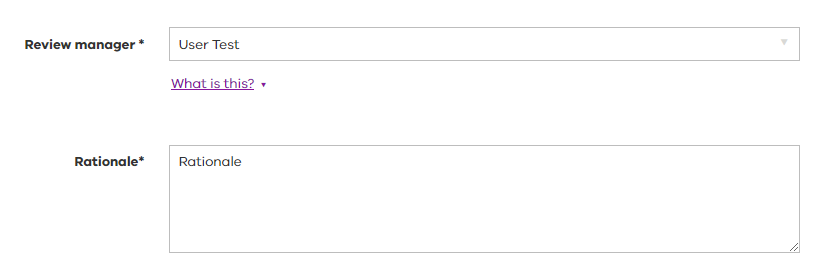 Review manager * User Test
What is this?
Rationale* Rationale